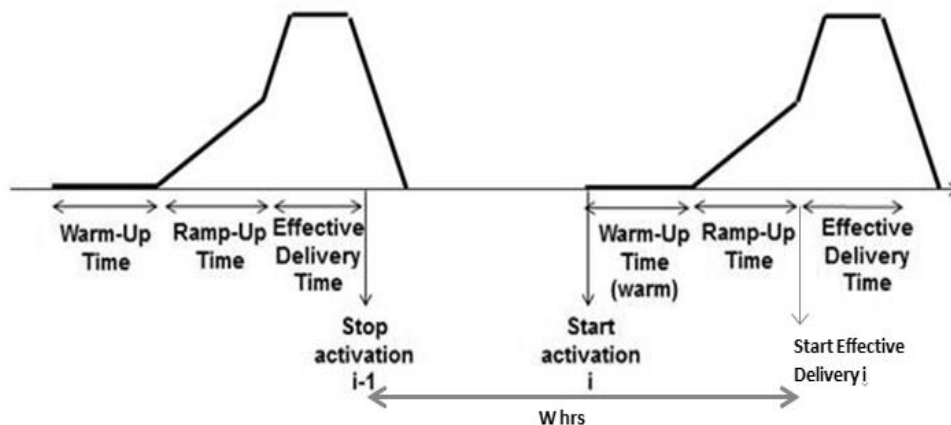 Warm-Up
Time
Ramp-Up
Time
Effective
Delivery
Time
Stop
activation
i-1
Warm-Up
Time
(warm)
Ramp-Up
Time
Effective
Delivery
Time
Start
activation
i
Start Effective
Delivery i
W hrs